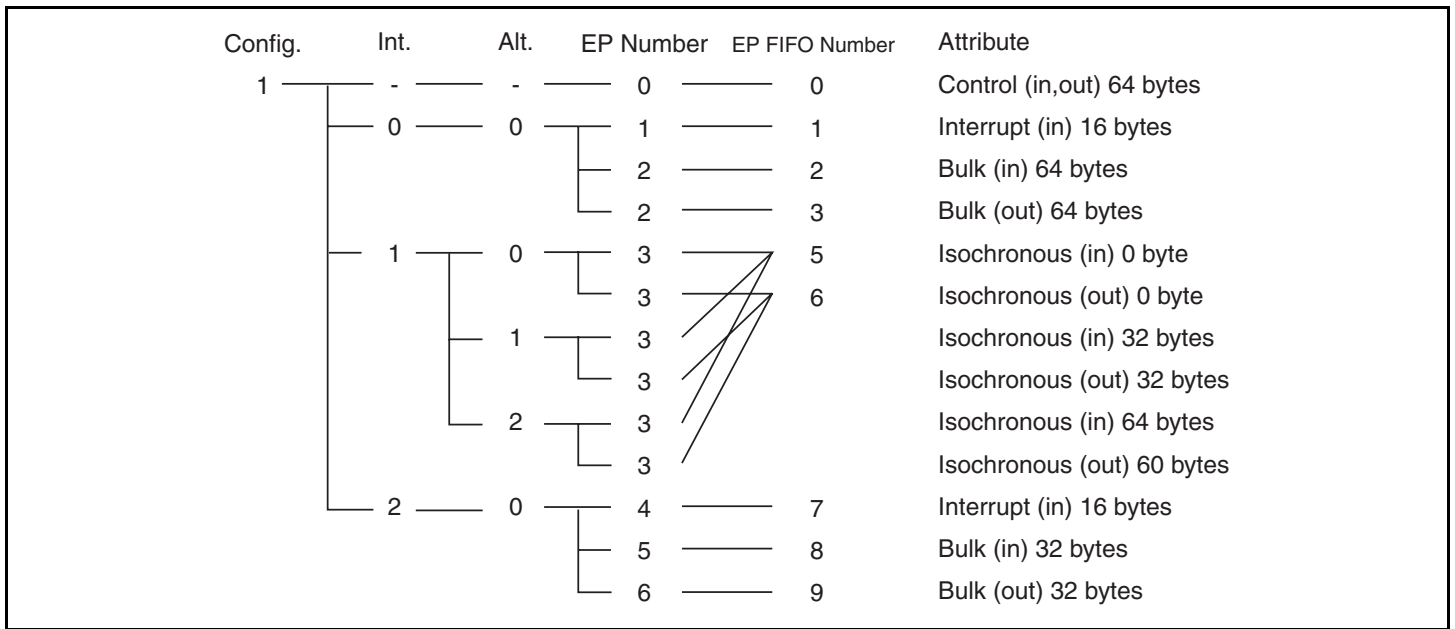 Config. Int. Alt. EP Number EP FIFO Number Attribute
1 - - 0 0 Control (in,out) 64 bytes
0 0 1 1 Interrupt (in) 16 bytes
2 2 Bulk (in) 64 bytes
2 3 Bulk (out) 64 bytes
1 0 3 5 Isochronous (in) 0 byte
3 6 Isochronous (out) 0 byte
1 3 Isochronous (in) 32 bytes
3 Isochronous (out) 32 bytes
2 3 Isochronous (in) 64 bytes
3 Isochronous (out) 60 bytes
2 0 4 7 Interrupt (in) 16 bytes
5 8 Bulk (in) 32 bytes
6 9 Bulk (out) 32 bytes